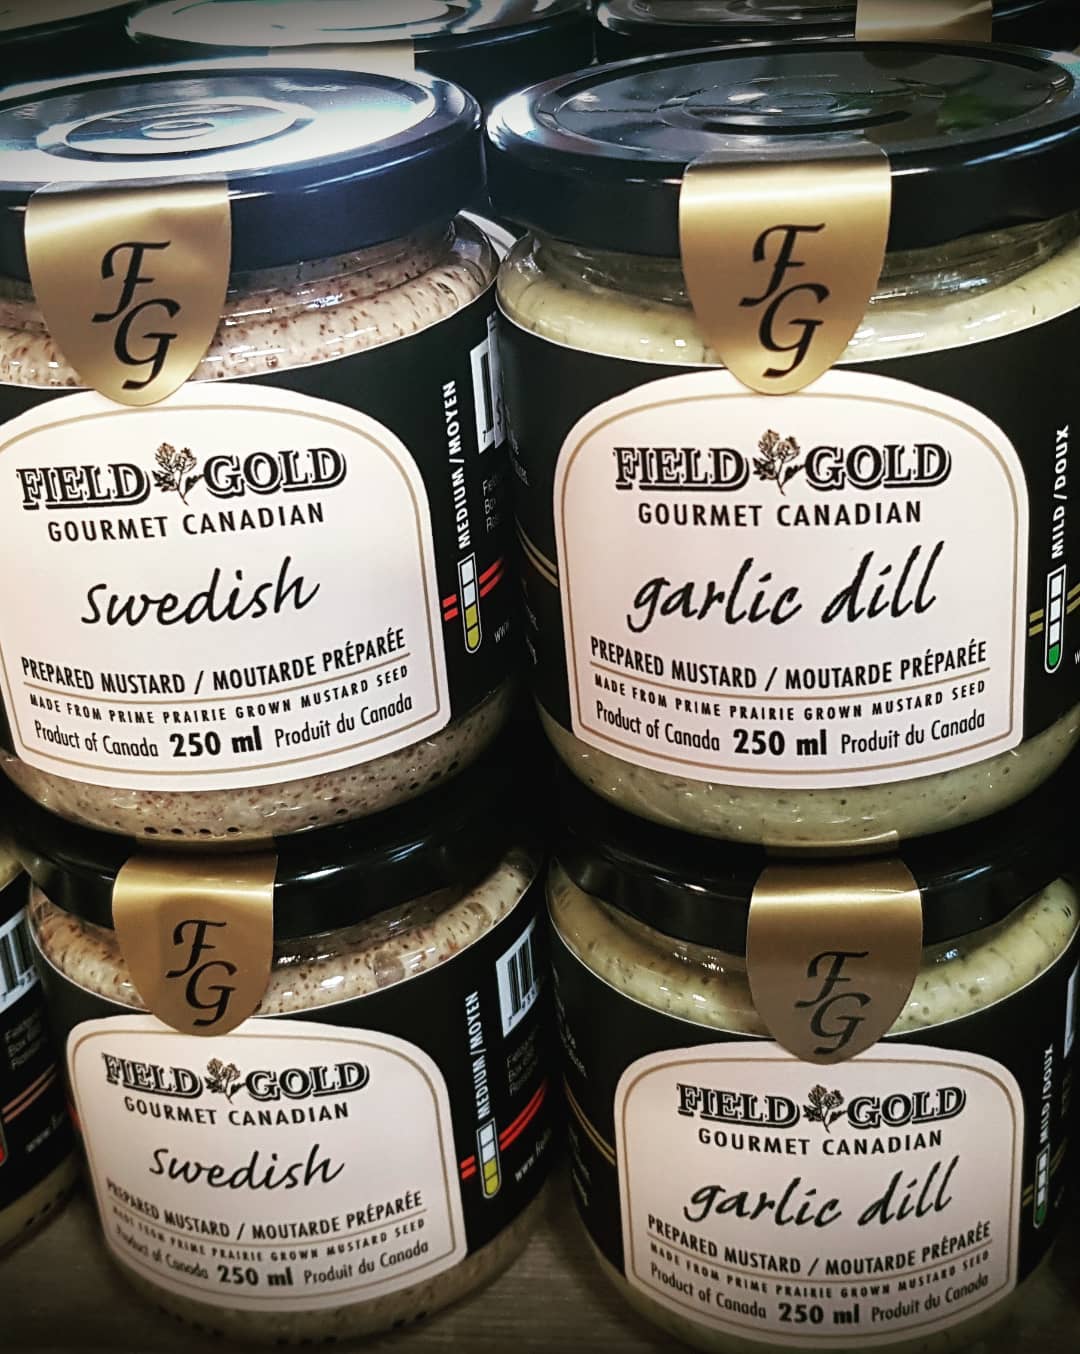 FG
FIELD GOLD
GOURMET CANADIAN
swedish
PREPARED MUSTARD / MOUTARDE PRÉPARÉE
MADE FROM PRIME PRAIRIE GROWN MUSTARD SEED
Product of Canada 250 ml Produit du Canada
MEDIUM / MOYEN
FG
FIELD GOLD
GOURMET CANADIAN
garlic dill
PREPARED MUSTARD / MOUTARDE PRÉPARÉE
MADE FROM PRIME PRAIRIE GROWN MUSTARD SEED
Product of Canada 250 ml Produit du Canada
MILD / DOUX
FG
FIELD GOLD
GOURMET CANADIAN
swedish
PREPARED MUSTARD / MOUTARDE PRÉPARÉE
MADE FROM PRIME PRAIRIE GROWN MUSTARD SEED
Product of Canada 250 ml Produit du Canada
MEDIUM / MOYEN
FG
FIELD GOLD
GOURMET CANADIAN
garlic dill
PREPARED MUSTARD / MOUTARDE PRÉPARÉE
MADE FROM PRIME PRAIRIE GROWN MUSTARD SEED
Product of Canada 250 ml Produit du Canada
MILD / DOUX